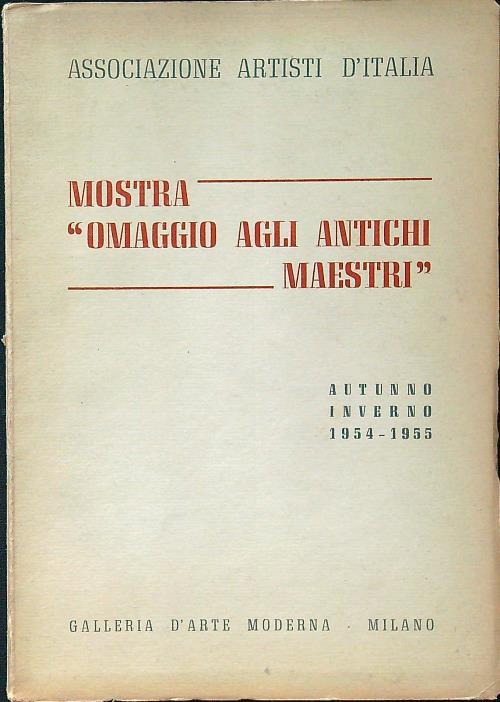 ASSOCIAZIONE ARTISTI D'ITALIA
MOSTRA
“OMAGGIO AGLI ANTICHI
MAESTRI”
AUTUNNO
INVERNO
1954-1955
GALLERIA D'ARTE MODERNA . MILANO